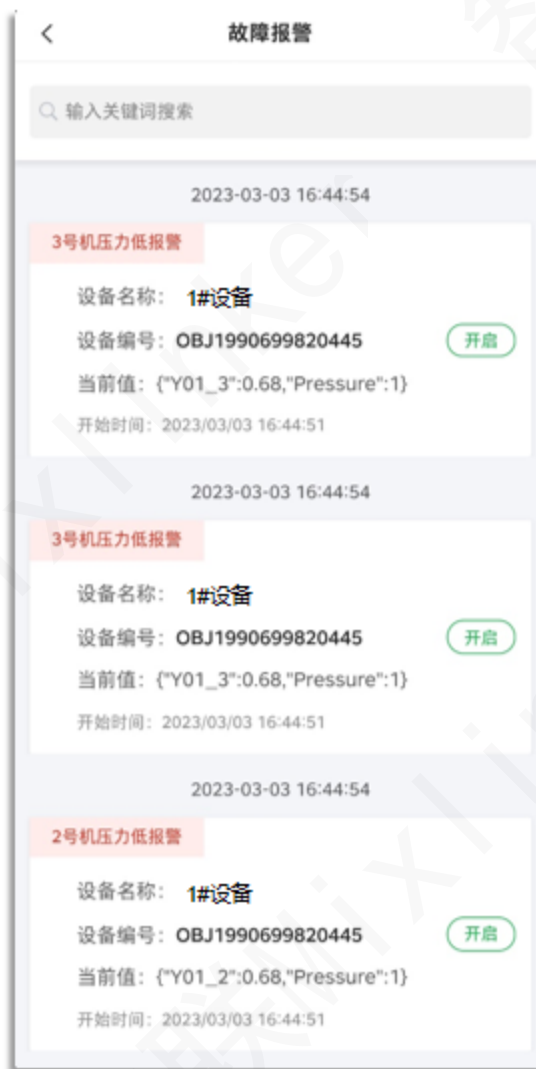 故障报警
输入关键词搜索
2023-03-03 16:44:54
3号机压力低报警
设备名称： 1#设备
设备编号：OBJ1990699820445 开启
当前值：{"Y01_3":0.68,"Pressure":1}
开始时间：2023/03/03 16:44:51
2023-03-03 16:44:54
3号机压力低报警
设备名称： 1#设备
设备编号：OBJ1990699820445 开启
当前值：{"Y01_3":0.68,"Pressure":1}
开始时间：2023/03/03 16:44:51
2023-03-03 16:44:54
2号机压力低报警
设备名称： 1#设备
设备编号：OBJ1990699820445 开启
当前值：{"Y01_2":0.68,"Pressure":1}
开始时间：2023/03/03 16:44:51